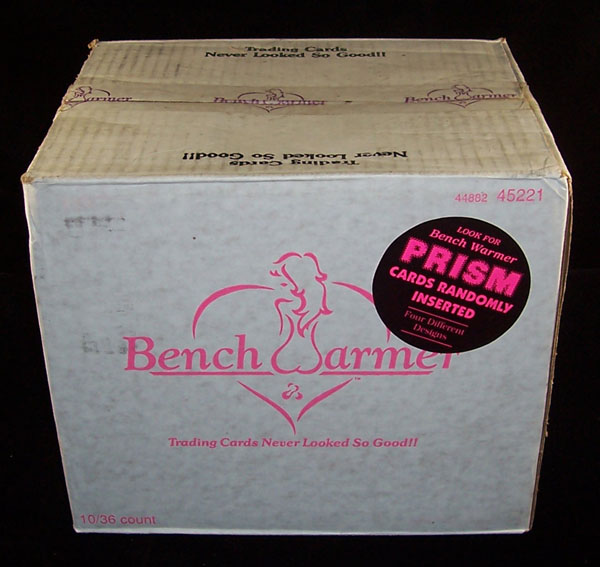 Trading Cards
Never Looked So Good!!
Bench Warmer Bench Warmer Bench Warmer
Trading Cards
Never Looked So Good!!
44882 45221
LOOK FOR
Bench Warmer
PRISM
CARDS RANDOMLY
INSERTED
Four Different
Designs
Bench Warmer
TM
Trading Cards Never Looked So Good!!
10/36 count